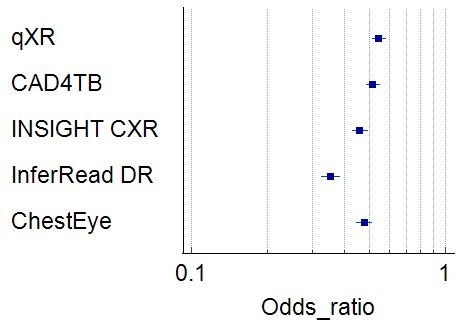 qXR
CAD4TB
INSIGHT CXR
InferRead DR
ChestEye
0.1 1
Odds_ratio